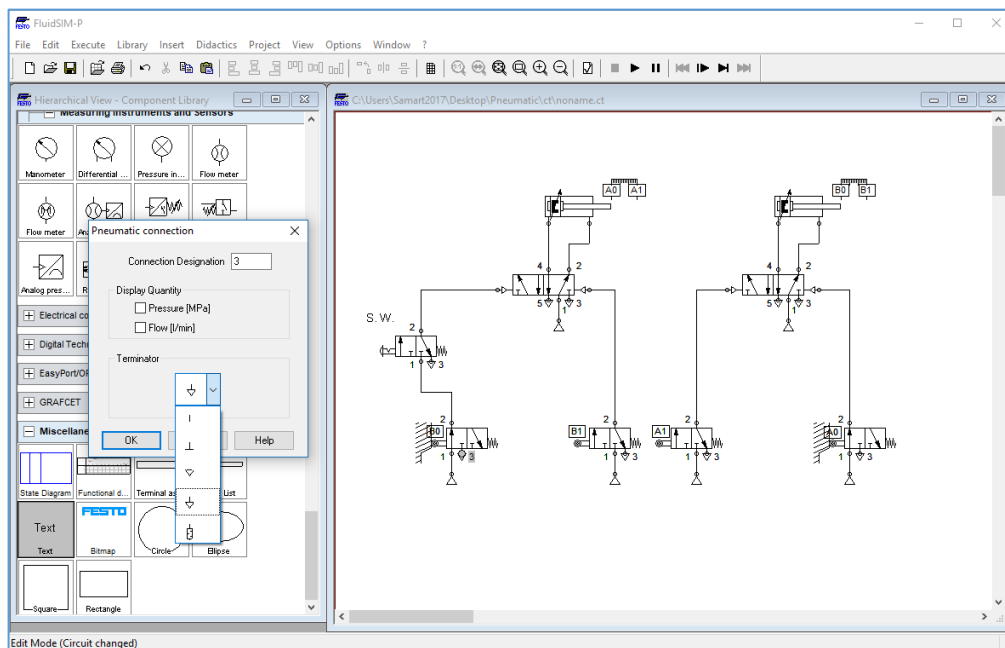 FESTO FluidSIM-P
File Edit Execute Library Insert Didactics Project View Options Window ?
FESTO Hierarchical View - Component Library
FESTO C:\Users\Samart2017\Desktop\Pneumatic\ct\noname.ct
Measuring Instruments and Sensors
Manometer Differential ... Pressure in... Flow meter
Flow meter
Analog pres...
Electrical co
Digital Techn
EasyPort/OP
GRAFCET
Miscellane
State Diagram Functional d... Terminal as List
Text FESTO
Text Bitmap Circle Ellipse
Square Rectangle
Pneumatic connection
Connection Designation 3
Display Quantity
Pressure [MPa]
Flow [l/min]
Terminator
OK Help
A0 A1 B0 B1
4 2 4 2
5 1 3 5 1 3
S.W.
2
1 3
2 2 2 2
B0 B1 A1 A0
1 3 1 3 1 3 1 3
Edit Mode (Circuit changed)